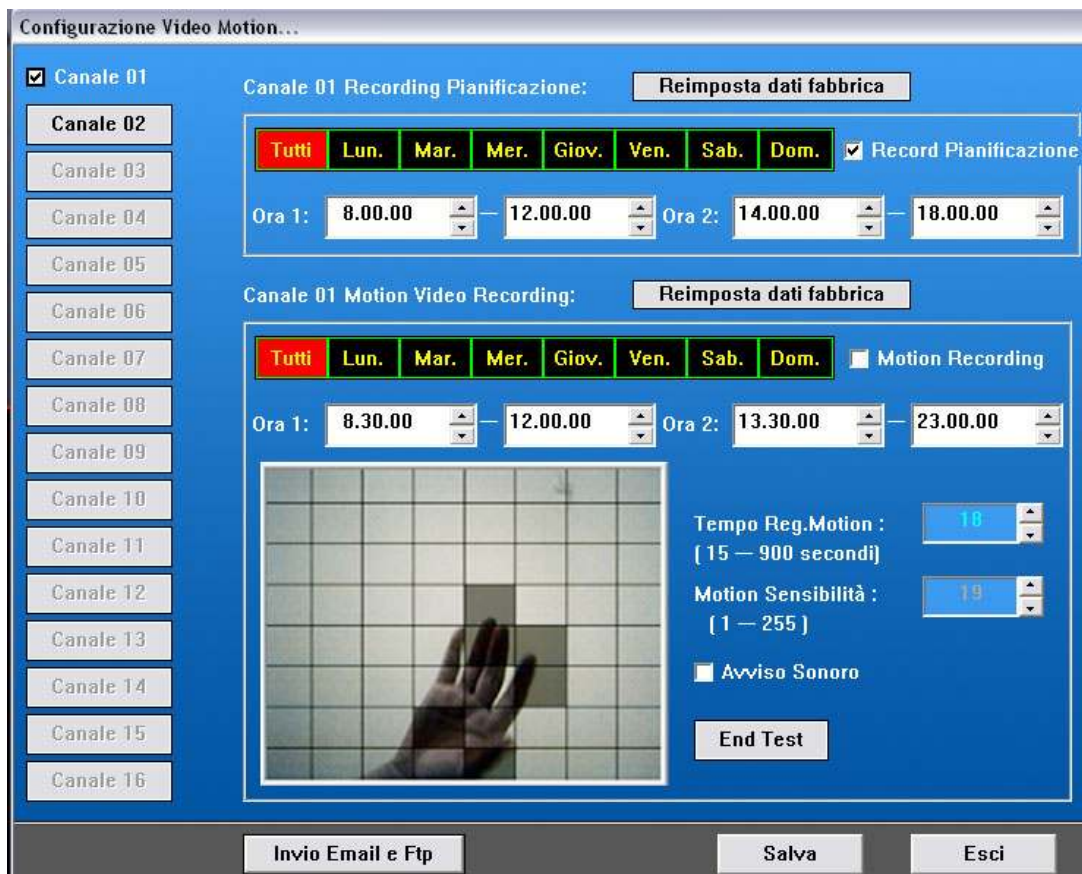 Configurazione Video Motion...
Canale 01
Canale 02
Canale 03
Canale 04
Canale 05
Canale 06
Canale 07
Canale 08
Canale 09
Canale 10
Canale 11
Canale 12
Canale 13
Canale 14
Canale 15
Canale 16
Canale 01 Recording Pianificazione: Reimposta dati fabbrica
Tutti Lun. Mar. Mer. Giov. Ven. Sab. Dom. Record Pianificazione
Ora 1: 8.00.00 — 12.00.00 Ora 2: 14.00.00 — 18.00.00
Canale 01 Motion Video Recording: Reimposta dati fabbrica
Tutti Lun. Mar. Mer. Giov. Ven. Sab. Dom. Motion Recording
Ora 1: 8.30.00 — 12.00.00 Ora 2: 13.30.00 — 23.00.00
Tempo Reg.Motion : 18
( 15 — 900 secondi)
Motion Sensibilità : 19
( 1 — 255 )
Avviso Sonoro
End Test
Invio Email e Ftp Salva Esci